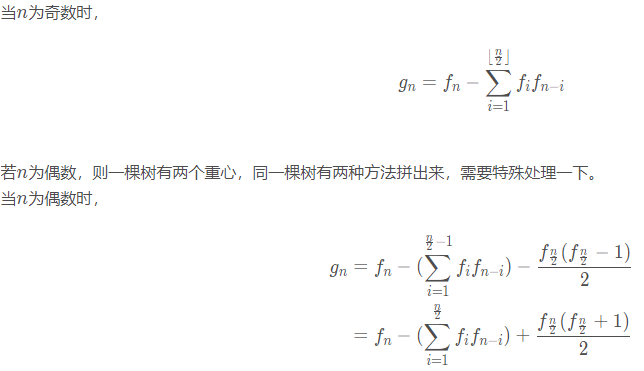 当$n$为奇数时，
$$g_n = f_n - \sum_{i=1}^{\lfloor \frac{n}{2} \rfloor} f_i f_{n-i}$$
若$n$为偶数，则一棵树有两个重心，同一棵树有两种方法拼出来，需要特殊处理一下。
当$n$为偶数时，
$$g_n = f_n - (\sum_{i=1}^{\frac{n}{2}-1} f_i f_{n-i}) - \frac{f_{\frac{n}{2}}(f_{\frac{n}{2}} - 1)}{2}$$
$$= f_n - (\sum_{i=1}^{\frac{n}{2}} f_i f_{n-i}) + \frac{f_{\frac{n}{2}}(f_{\frac{n}{2}} + 1)}{2}$$